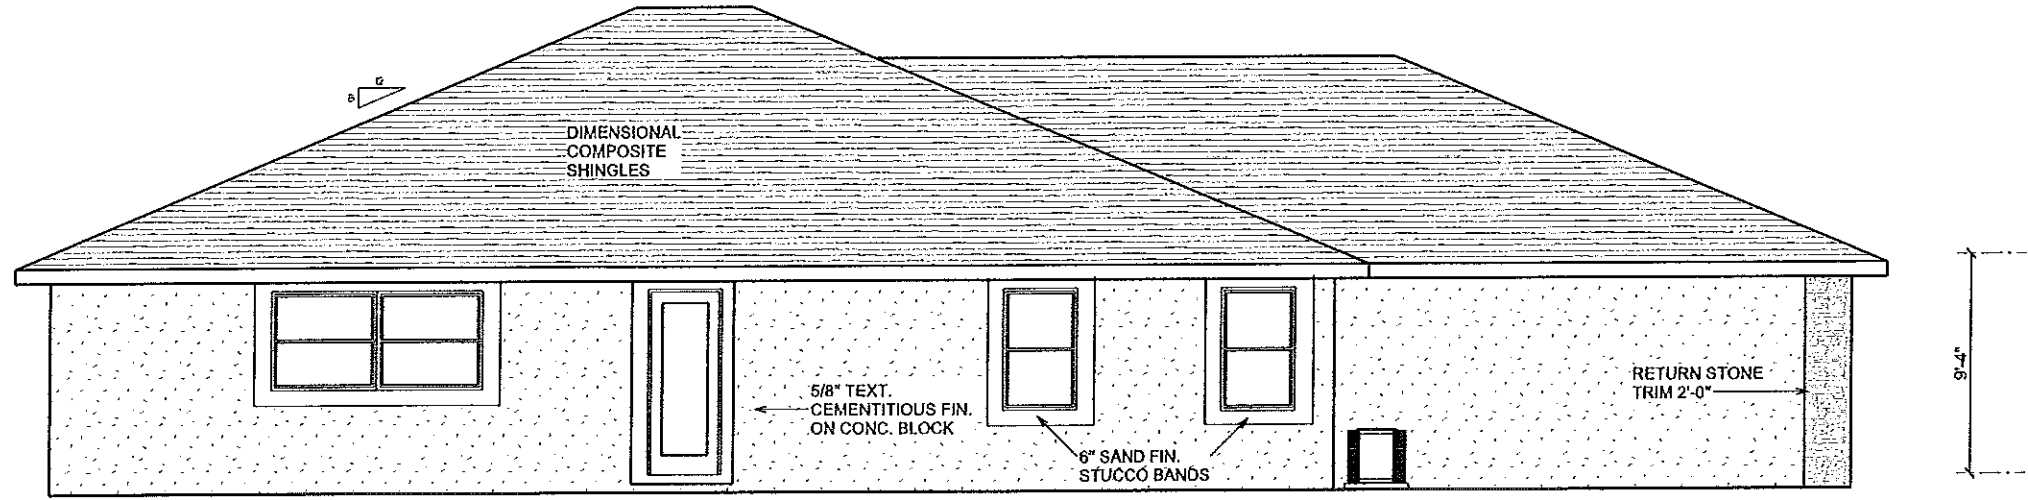 12
DIMENSIONAL
COMPOSITE
SHINGLES
5/8" TEXT.
CEMENTITIOUS FIN.
ON CONC. BLOCK
6" SAND FIN.
STUCCO BANDS
RETURN STONE
TRIM 2'-0"
9'-4"